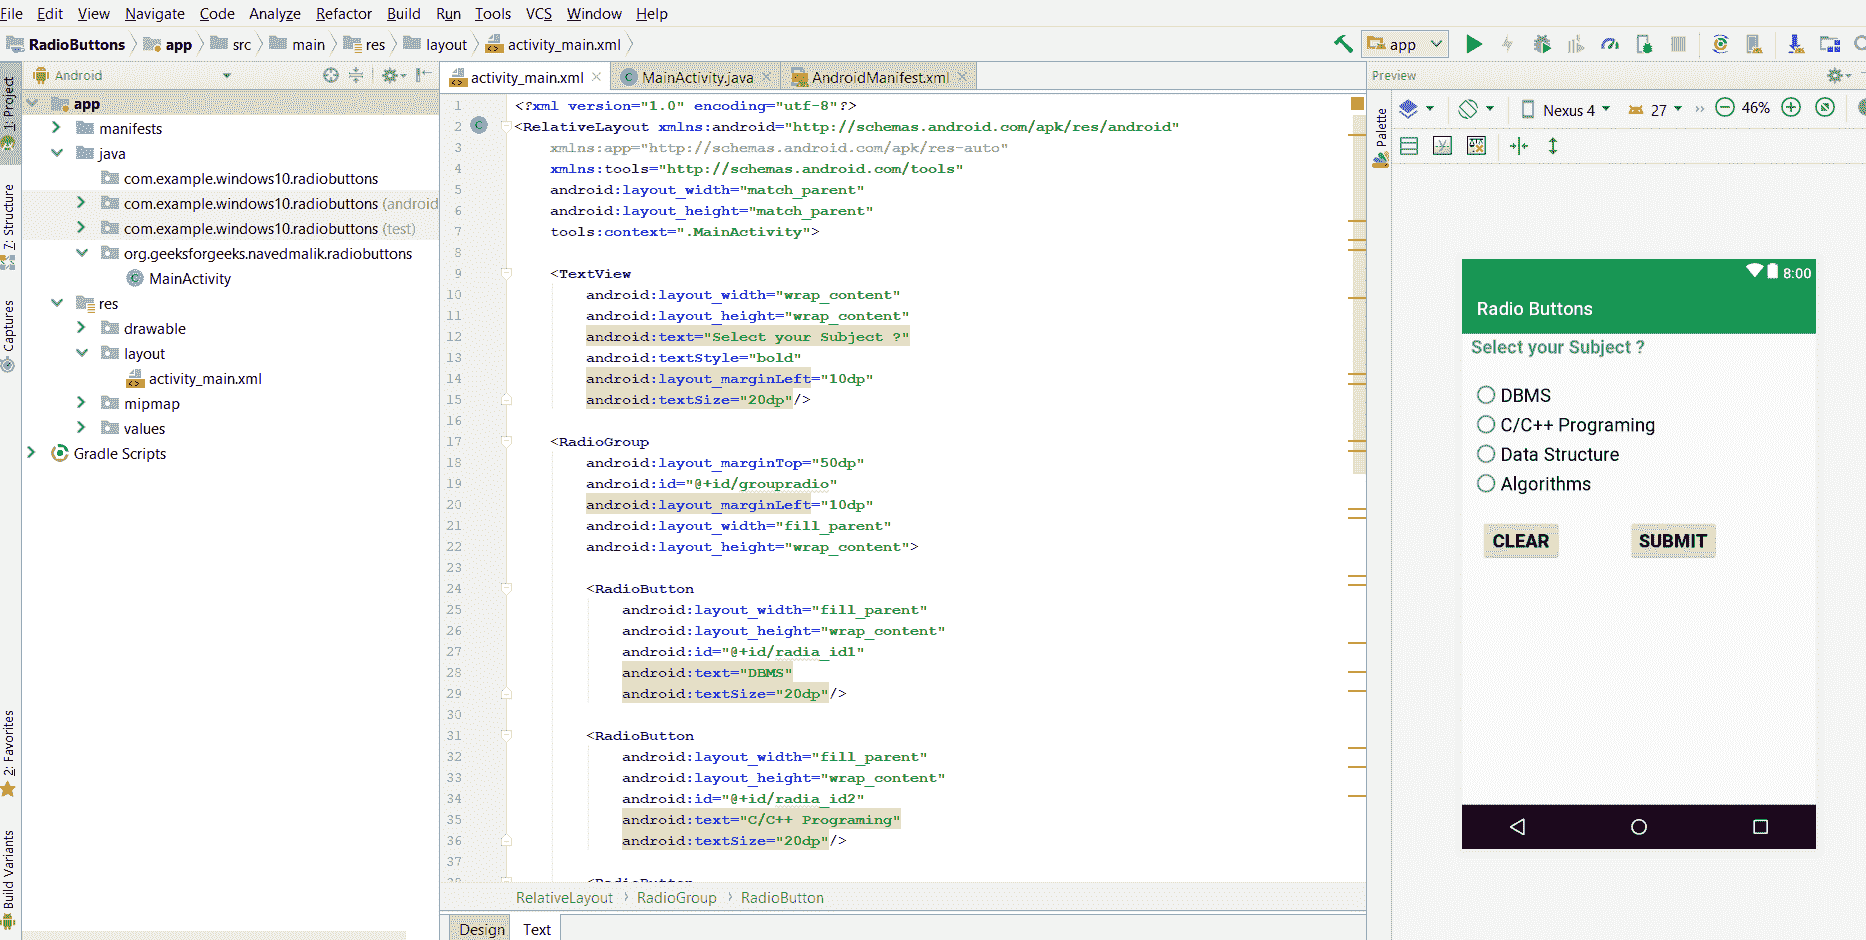 File Edit View Navigate Code Analyze Refactor Build Run Tools VCS Window Help
RadioButtons app src main res layout activity_main.xml app
Android
activity_main.xml MainActivity.java AndroidManifest.xml
Preview
1: Project
7: Structure
Captures
2: Favorites
Build Variants
app
manifests
java
com.example.windows10.radiobuttons
com.example.windows10.radiobuttons (android
com.example.windows10.radiobuttons (test)
org.geeksforgeeks.navedmalik.radiobuttons
MainActivity
res
drawable
layout
activity_main.xml
mipmap
values
Gradle Scripts
1 <?xml version="1.0" encoding="utf-8"?>
2 <RelativeLayout xmlns:android="http://schemas.android.com/apk/res/android"
3 xmlns:app="http://schemas.android.com/apk/res-auto"
4 xmlns:tools="http://schemas.android.com/tools"
5 android:layout_width="match_parent"
6 android:layout_height="match_parent"
7 tools:context=".MainActivity">
8
9 <TextView
10 android:layout_width="wrap_content"
11 android:layout_height="wrap_content"
12 android:text="Select your Subject ?"
13 android:textStyle="bold"
14 android:layout_marginLeft="10dp"
15 android:textSize="20dp"/>
16
17 <RadioGroup
18 android:layout_marginTop="50dp"
19 android:id="@+id/groupradio"
20 android:layout_marginLeft="10dp"
21 android:layout_width="fill_parent"
22 android:layout_height="wrap_content">
23
24 <RadioButton
25 android:layout_width="fill_parent"
26 android:layout_height="wrap_content"
27 android:id="@+id/radia_id1"
28 android:text="DBMS"
29 android:textSize="20dp"/>
30
31 <RadioButton
32 android:layout_width="fill_parent"
33 android:layout_height="wrap_content"
34 android:id="@+id/radia_id2"
35 android:text="C/C++ Programing"
36 android:textSize="20dp"/>
37
38 <RadioButton
RelativeLayout RadioGroup RadioButton
Design Text
Palette
Nexus 4 27 46%
8:00
Radio Buttons
Select your Subject ?
DBMS
C/C++ Programing
Data Structure
Algorithms
CLEAR SUBMIT